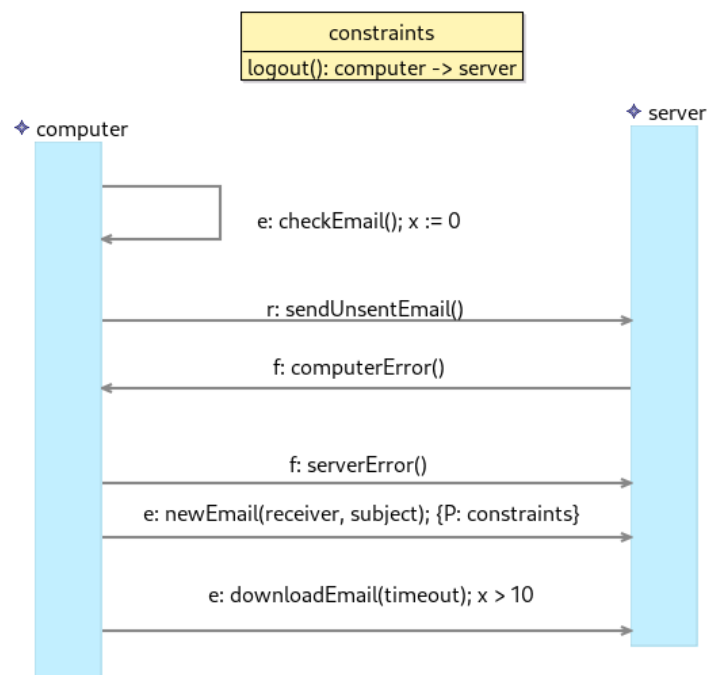 constraints
logout(): computer -> server
server
computer
e: checkEmail(); x := 0
r: sendUnsentEmail()
f: computerError()
f: serverError()
e: newEmail(receiver, subject); {P: constraints}
e: downloadEmail(timeout); x > 10